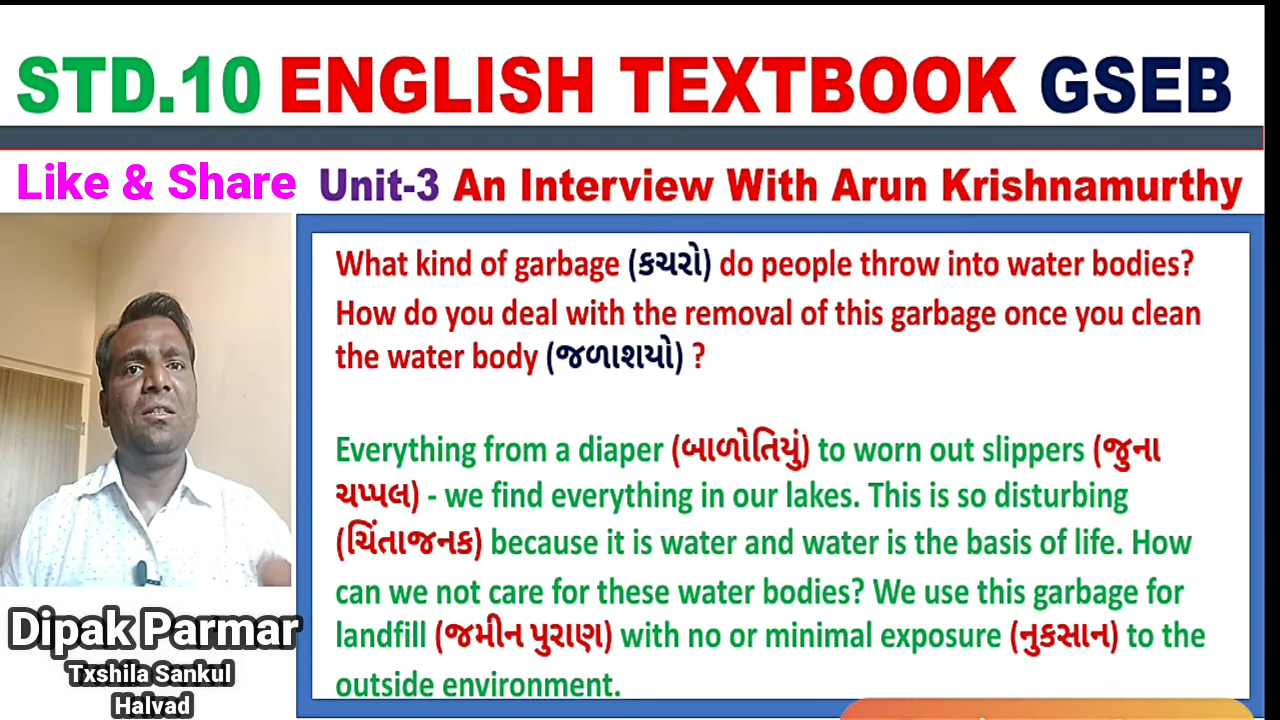 STD.10 ENGLISH TEXTBOOK GSEB
Like & Share
Unit-3 An Interview With Arun Krishnamurthy
What kind of garbage (કચરો) do people throw into water bodies?
How do you deal with the removal of this garbage once you clean
the water body (જળાશયો) ?
Everything from a diaper (બાળોતિયું) to worn out slippers (જુના
ચપ્પલ) - we find everything in our lakes. This is so disturbing
(ચિંતાજનક) because it is water and water is the basis of life. How
can we not care for these water bodies? We use this garbage for
landfill (જમીન પુરાણ) with no or minimal exposure (નુકસાન) to the
outside environment.
Dipak Parmar
Txshila Sankul
Halvad